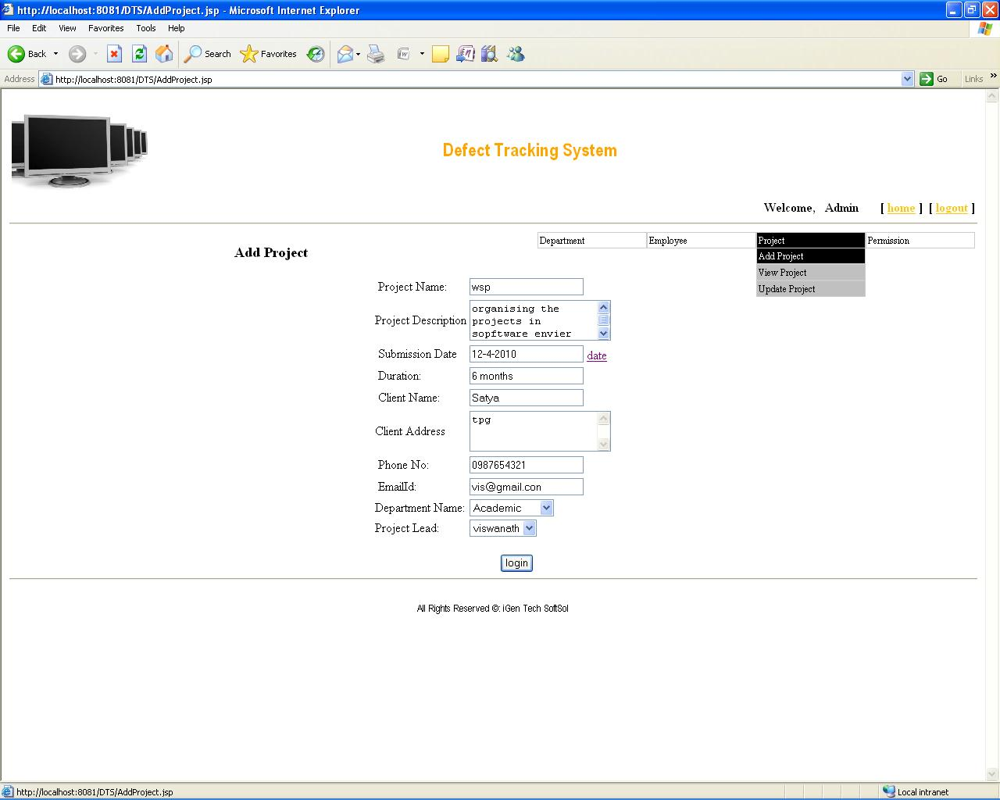 http://localhost:8081/DTS/AddProject.jsp - Microsoft Internet Explorer
File Edit View Favorites Tools Help
Back Search Favorites
Address http://localhost:8081/DTS/AddProject.jsp Go Links »
Defect Tracking System
Welcome, Admin [ home ] [ logout ]
Department Employee Project Permission
Add Project
View Project
Update Project
Add Project
Project Name: wsp
Project Description organising the
projects in
sopftware envier
Submission Date 12-4-2010 date
Duration: 6 months
Client Name: Satya
Client Address tpg
Phone No: 0987654321
EmailId: vis@gmail.con
Department Name: Academic
Project Lead: viswanath
login
All Rights Reserved ©: iGen Tech SoftSol
http://localhost:8081/DTS/AddProject.jsp Local intranet